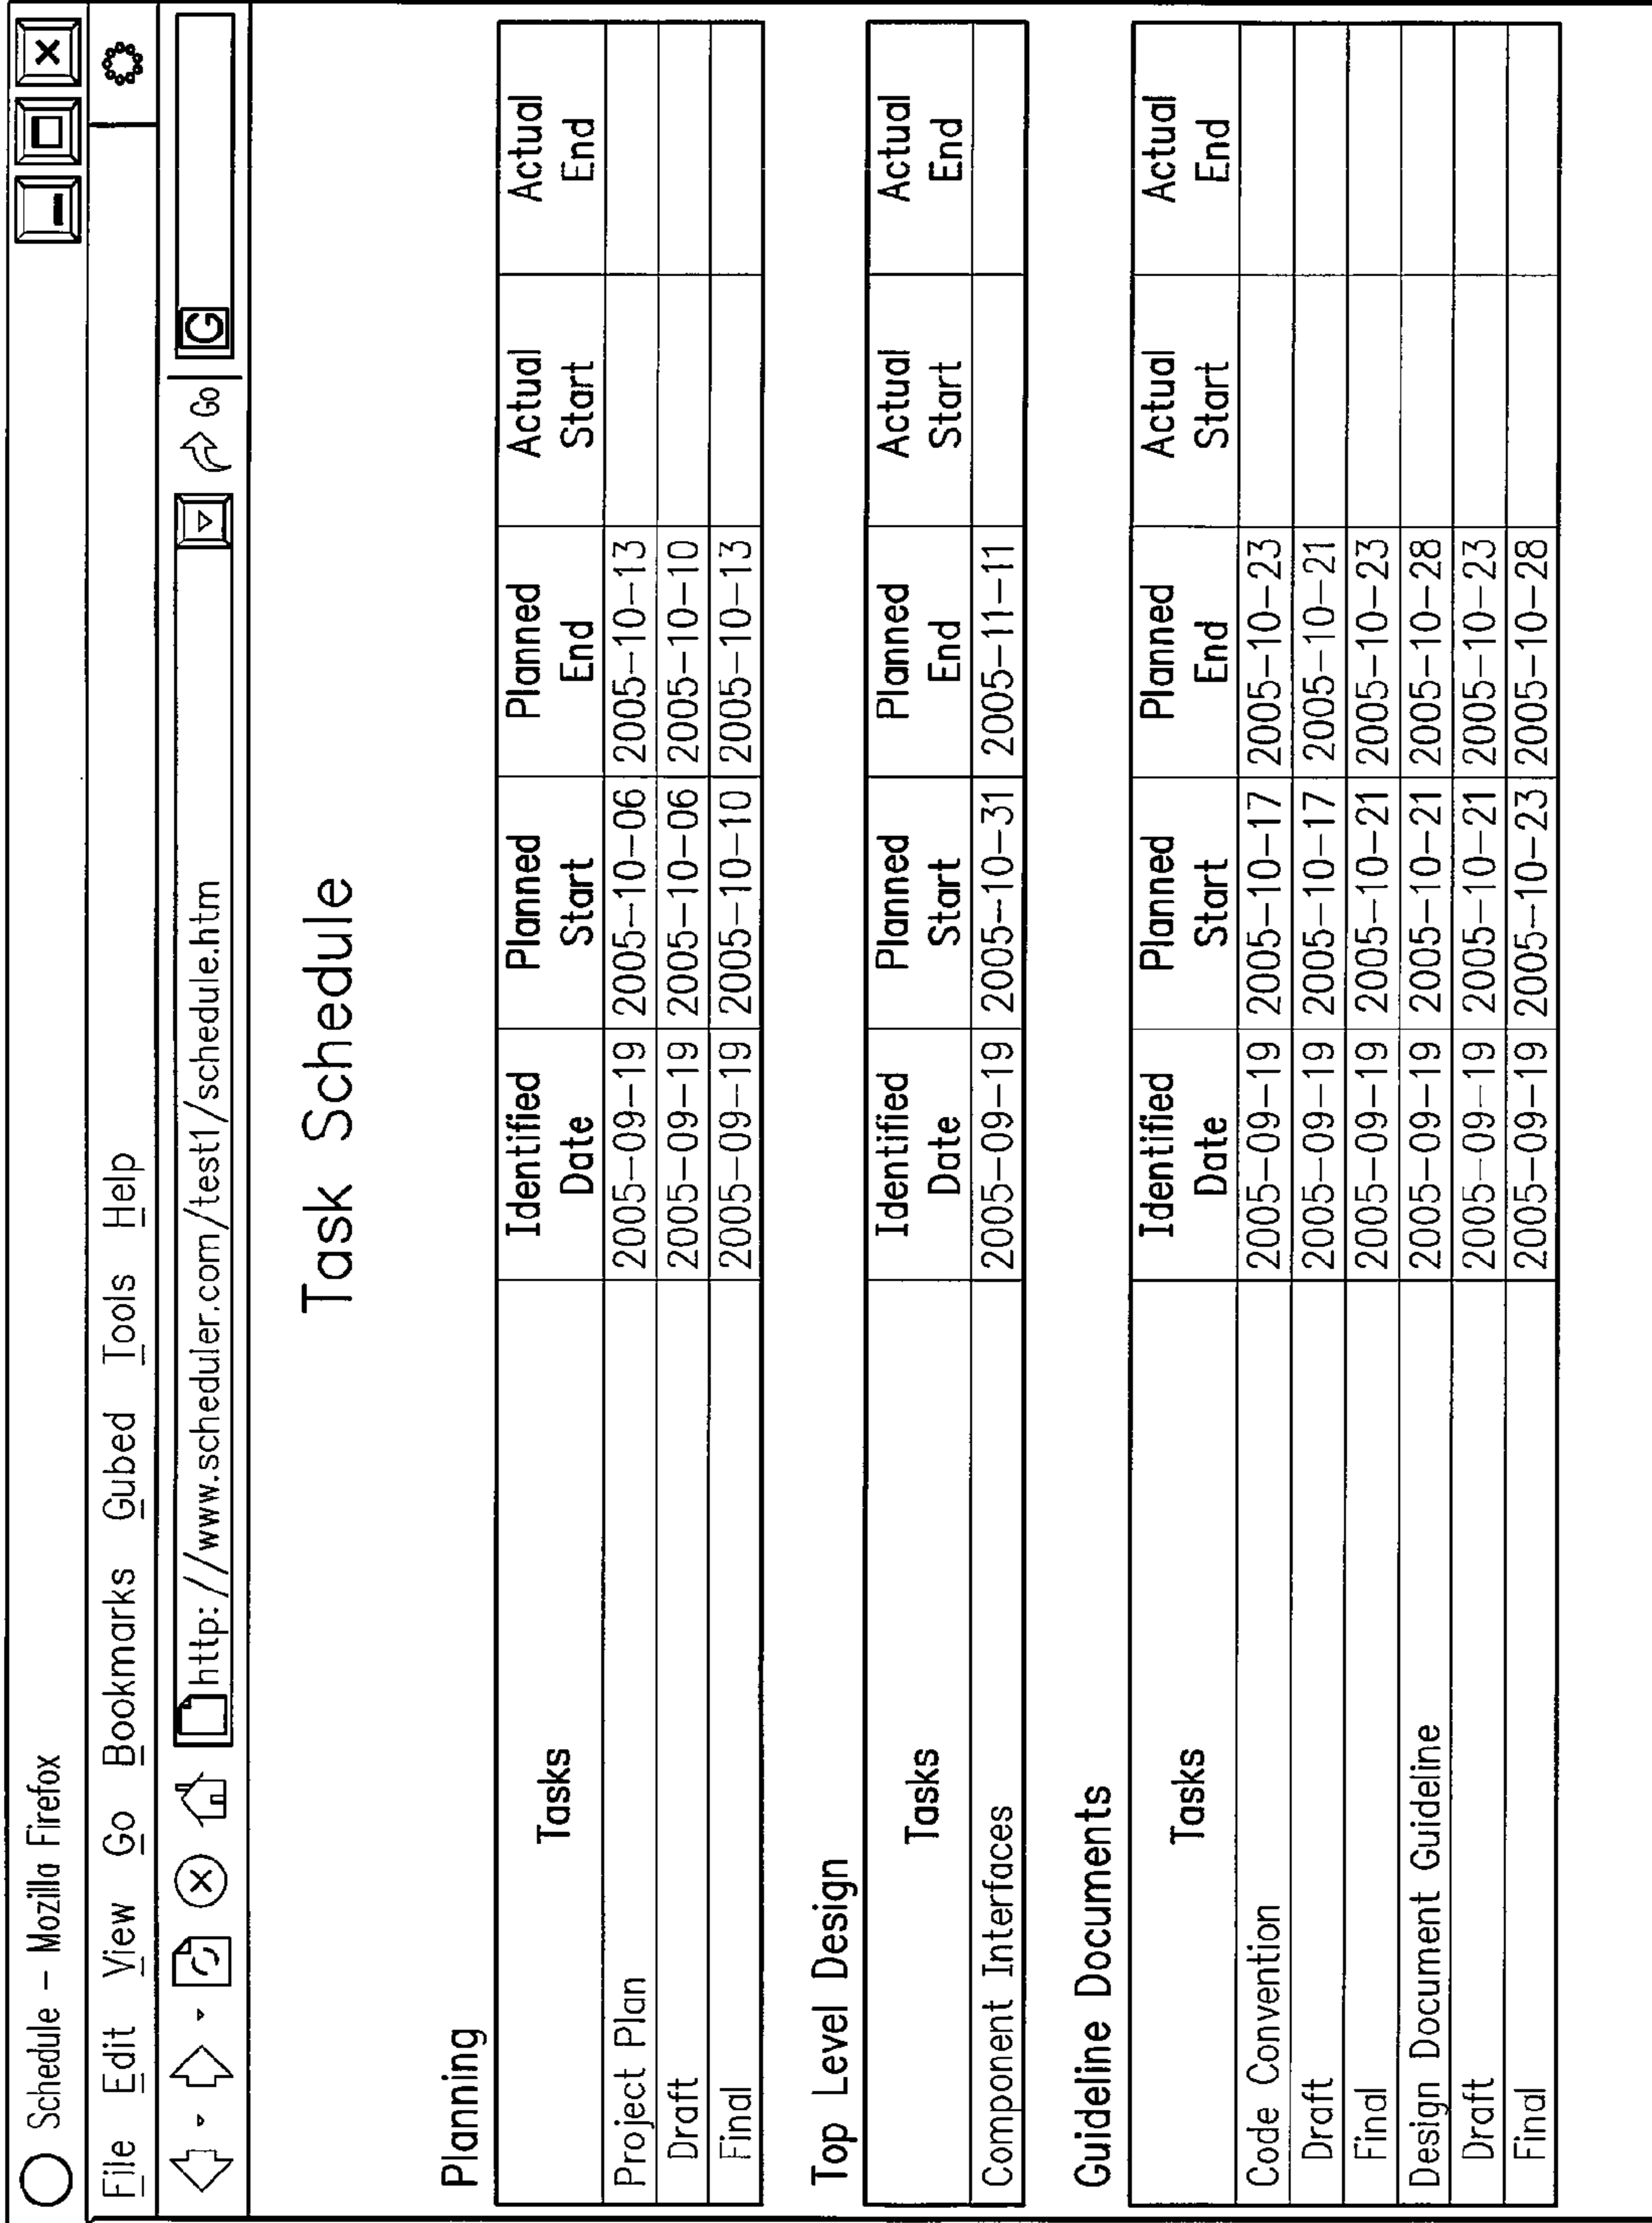 Schedule - Mozilla Firefox
File Edit View Go Bookmarks Gubed Tools Help
http://www.scheduler.com/test1/schedule.htm Go G
Task Schedule
Planning
Tasks Identified Date Planned Start Planned End Actual Start Actual End
Project Plan 2005-09-19 2005-10-06 2005-10-13
Draft 2005-09-19 2005-10-06 2005-10-10
Final 2005-09-19 2005-10-10 2005-10-13
Top Level Design
Tasks Identified Date Planned Start Planned End Actual Start Actual End
Component Interfaces 2005-09-19 2005-10-31 2005-11-11
Guideline Documents
Tasks Identified Date Planned Start Planned End Actual Start Actual End
Code Convention 2005-09-19 2005-10-17 2005-10-23
Draft 2005-09-19 2005-10-17 2005-10-21
Final 2005-09-19 2005-10-21 2005-10-23
Design Document Guideline 2005-09-19 2005-10-21 2005-10-28
Draft 2005-09-19 2005-10-21 2005-10-23
Final 2005-09-19 2005-10-23 2005-10-28